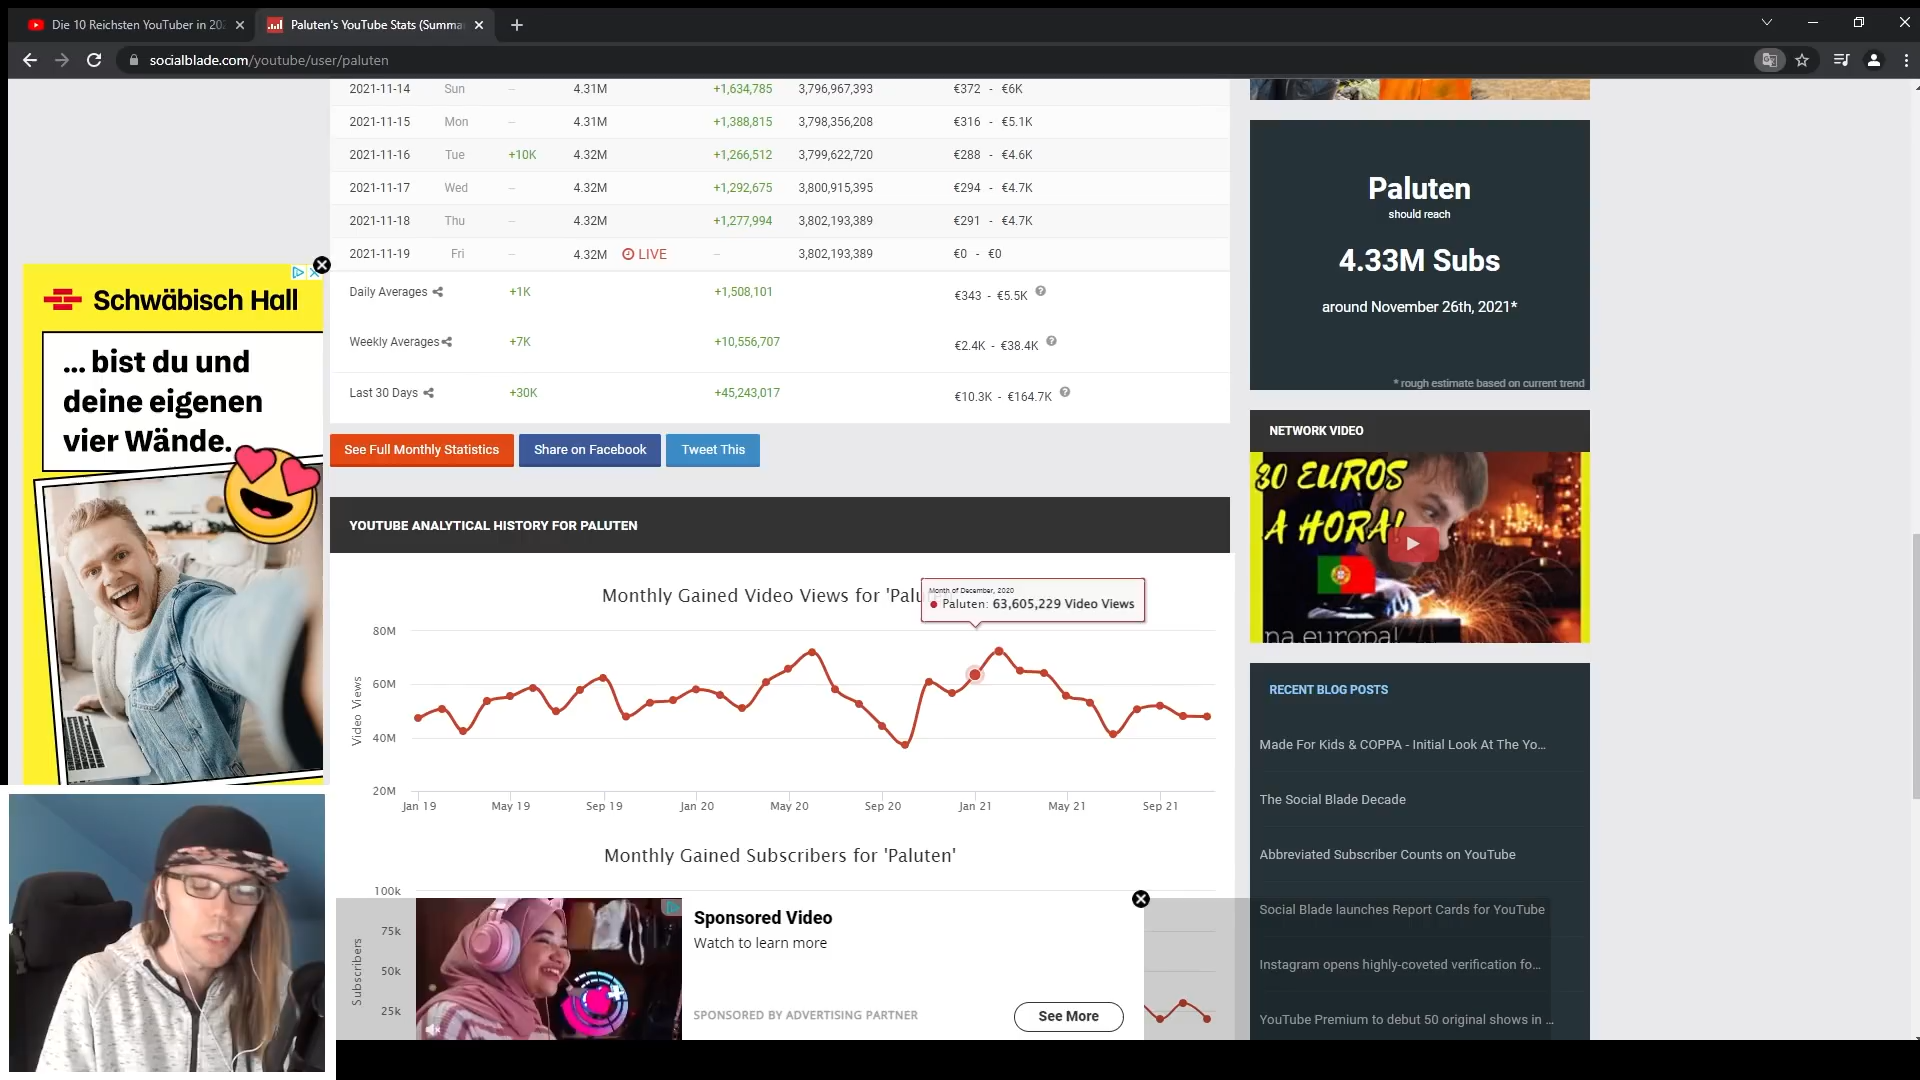 Die 10 Reichsten YouTuber in 202
Paluten's YouTube Stats (Summa
socialblade.com/youtube/user/paluten
2021-11-14 Sun -- 4.31M +1,634,785 3,796,967,393 €372 - €6K
2021-11-15 Mon -- 4.31M +1,388,815 3,798,356,208 €316 - €5.1K
2021-11-16 Tue +10K 4.32M +1,266,512 3,799,622,720 €288 - €4.6K
2021-11-17 Wed -- 4.32M +1,292,675 3,800,915,395 €294 - €4.7K
2021-11-18 Thu -- 4.32M +1,277,994 3,802,193,389 €291 - €4.7K
2021-11-19 Fri -- 4.32M LIVE -- 3,802,193,389 €0 - €0
Daily Averages +1K +1,508,101 €343 - €5.5K
Weekly Averages +7K +10,556,707 €2.4K - €38.4K
Last 30 Days +30K +45,243,017 €10.3K - €164.7K
See Full Monthly Statistics
Share on Facebook
Tweet This
Schwäbisch Hall
... bist du und
deine eigenen
vier Wände.
YOUTUBE ANALYTICAL HISTORY FOR PALUTEN
Monthly Gained Video Views for 'Palu
Month of December, 2020
Paluten: 63,605,229 Video Views
Video Views
80M
60M
40M
20M
Jan 19 May 19 Sep 19 Jan 20 May 20 Sep 20 Jan 21 May 21 Sep 21
Monthly Gained Subscribers for 'Paluten'
Subscribers
100k
75k
50k
25k
Sponsored Video
Watch to learn more
SPONSORED BY ADVERTISING PARTNER
See More
Paluten
should reach
4.33M Subs
around November 26th, 2021*
* rough estimate based on current trend
NETWORK VIDEO
30 EUROS
A HORA!
na europa!
RECENT BLOG POSTS
Made For Kids & COPPA - Initial Look At The Yo...
The Social Blade Decade
Abbreviated Subscriber Counts on YouTube
Social Blade launches Report Cards for YouTube
Instagram opens highly-coveted verification fo...
YouTube Premium to debut 50 original shows in ...